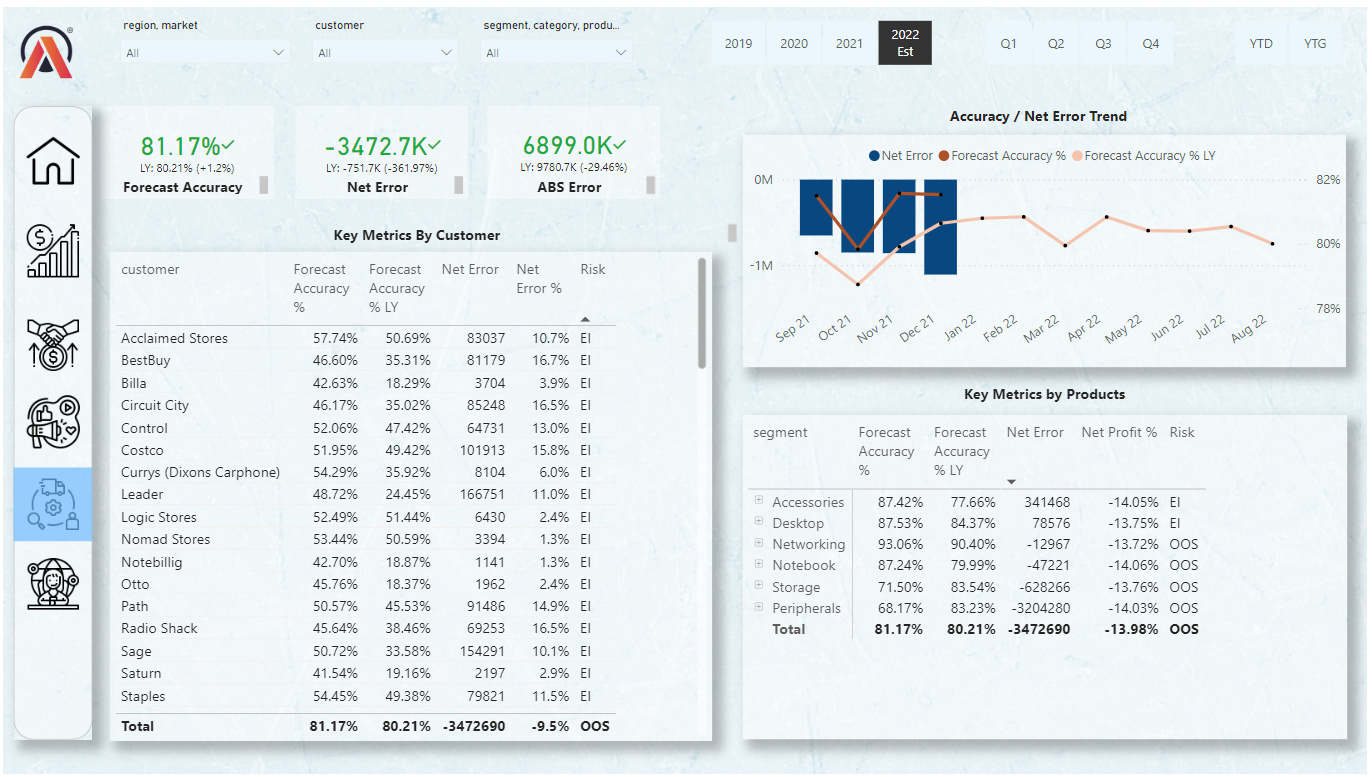 region, market
customer
segment, category, produ...
All
All
All
2019 2020 2021 2022 Est
Q1 Q2 Q3 Q4
YTD YTG
81.17%✓
LY: 80.21% (+1.2%)
Forecast Accuracy
-3472.7K✓
LY: -751.7K (-361.97%)
Net Error
6899.0K✓
LY: 9780.7K (-29.46%)
ABS Error
Key Metrics By Customer
customer Forecast Accuracy % Forecast Accuracy % LY Net Error Net Error % Risk
Acclaimed Stores 57.74% 50.69% 83037 10.7% EI
BestBuy 46.60% 35.31% 81179 16.7% EI
Billa 42.63% 18.29% 3704 3.9% EI
Circuit City 46.17% 35.02% 85248 16.5% EI
Control 52.06% 47.42% 64731 13.0% EI
Costco 51.95% 49.42% 101913 15.8% EI
Currys (Dixons Carphone) 54.29% 35.92% 8104 6.0% EI
Leader 48.72% 24.45% 166751 11.0% EI
Logic Stores 52.49% 51.44% 6430 2.4% EI
Nomad Stores 53.44% 50.59% 3394 1.3% EI
Notebillig 42.70% 18.87% 1141 1.3% EI
Otto 45.76% 18.37% 1962 2.4% EI
Path 50.57% 45.53% 91486 14.9% EI
Radio Shack 45.64% 38.46% 69253 16.5% EI
Sage 50.72% 33.58% 154291 10.1% EI
Saturn 41.54% 19.16% 2197 2.9% EI
Staples 54.45% 49.38% 79821 11.5% EI
Total 81.17% 80.21% -3472690 -9.5% OOS
Accuracy / Net Error Trend
Net Error Forecast Accuracy % Forecast Accuracy % LY
0M 82%
80%
-1M
78%
Sep 21 Oct 21 Nov 21 Dec 21 Jan 22 Feb 22 Mar 22 Apr 22 May 22 Jun 22 Jul 22 Aug 22
Key Metrics by Products
segment Forecast Accuracy % Forecast Accuracy % LY Net Error Net Profit % Risk
Accessories 87.42% 77.66% 341468 -14.05% EI
Desktop 87.53% 84.37% 78576 -13.75% EI
Networking 93.06% 90.40% -12967 -13.72% OOS
Notebook 87.24% 79.99% -47221 -14.06% OOS
Storage 71.50% 83.54% -628266 -13.76% OOS
Peripherals 68.17% 83.23% -3204280 -14.03% OOS
Total 81.17% 80.21% -3472690 -13.98% OOS